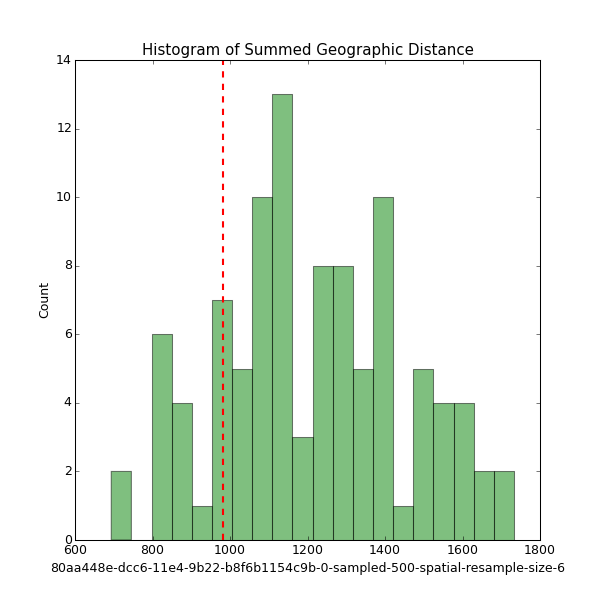 Histogram of Summed Geographic Distance
14
12
10
8
6
4
2
0
Count
600 800 1000 1200 1400 1600 1800
80aa448e-dcc6-11e4-9b22-b8f6b1154c9b-0-sampled-500-spatial-resample-size-6